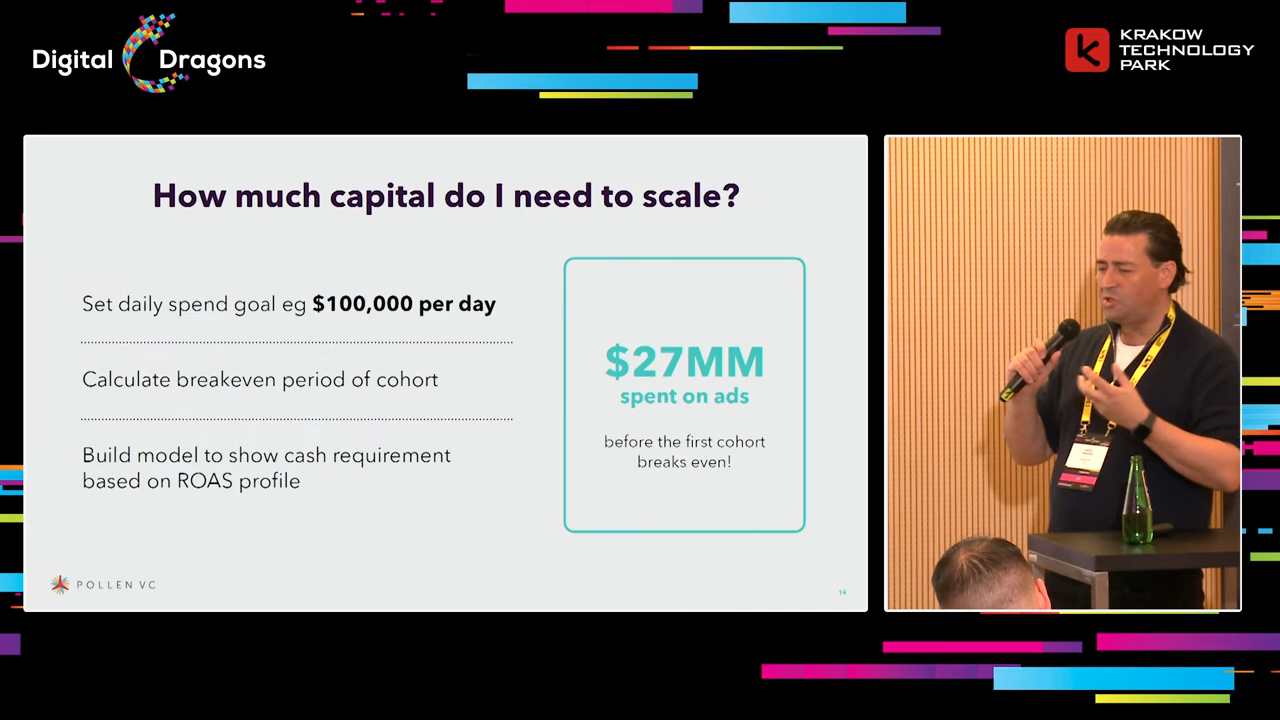 Digital Dragons
KRAKOW
TECHNOLOGY
PARK
How much capital do I need to scale?
Set daily spend goal eg $100,000 per day
Calculate breakeven period of cohort
Build model to show cash requirement
based on ROAS profile
$27MM
spent on ads
before the first cohort
breaks even!
POLLEN VC
14